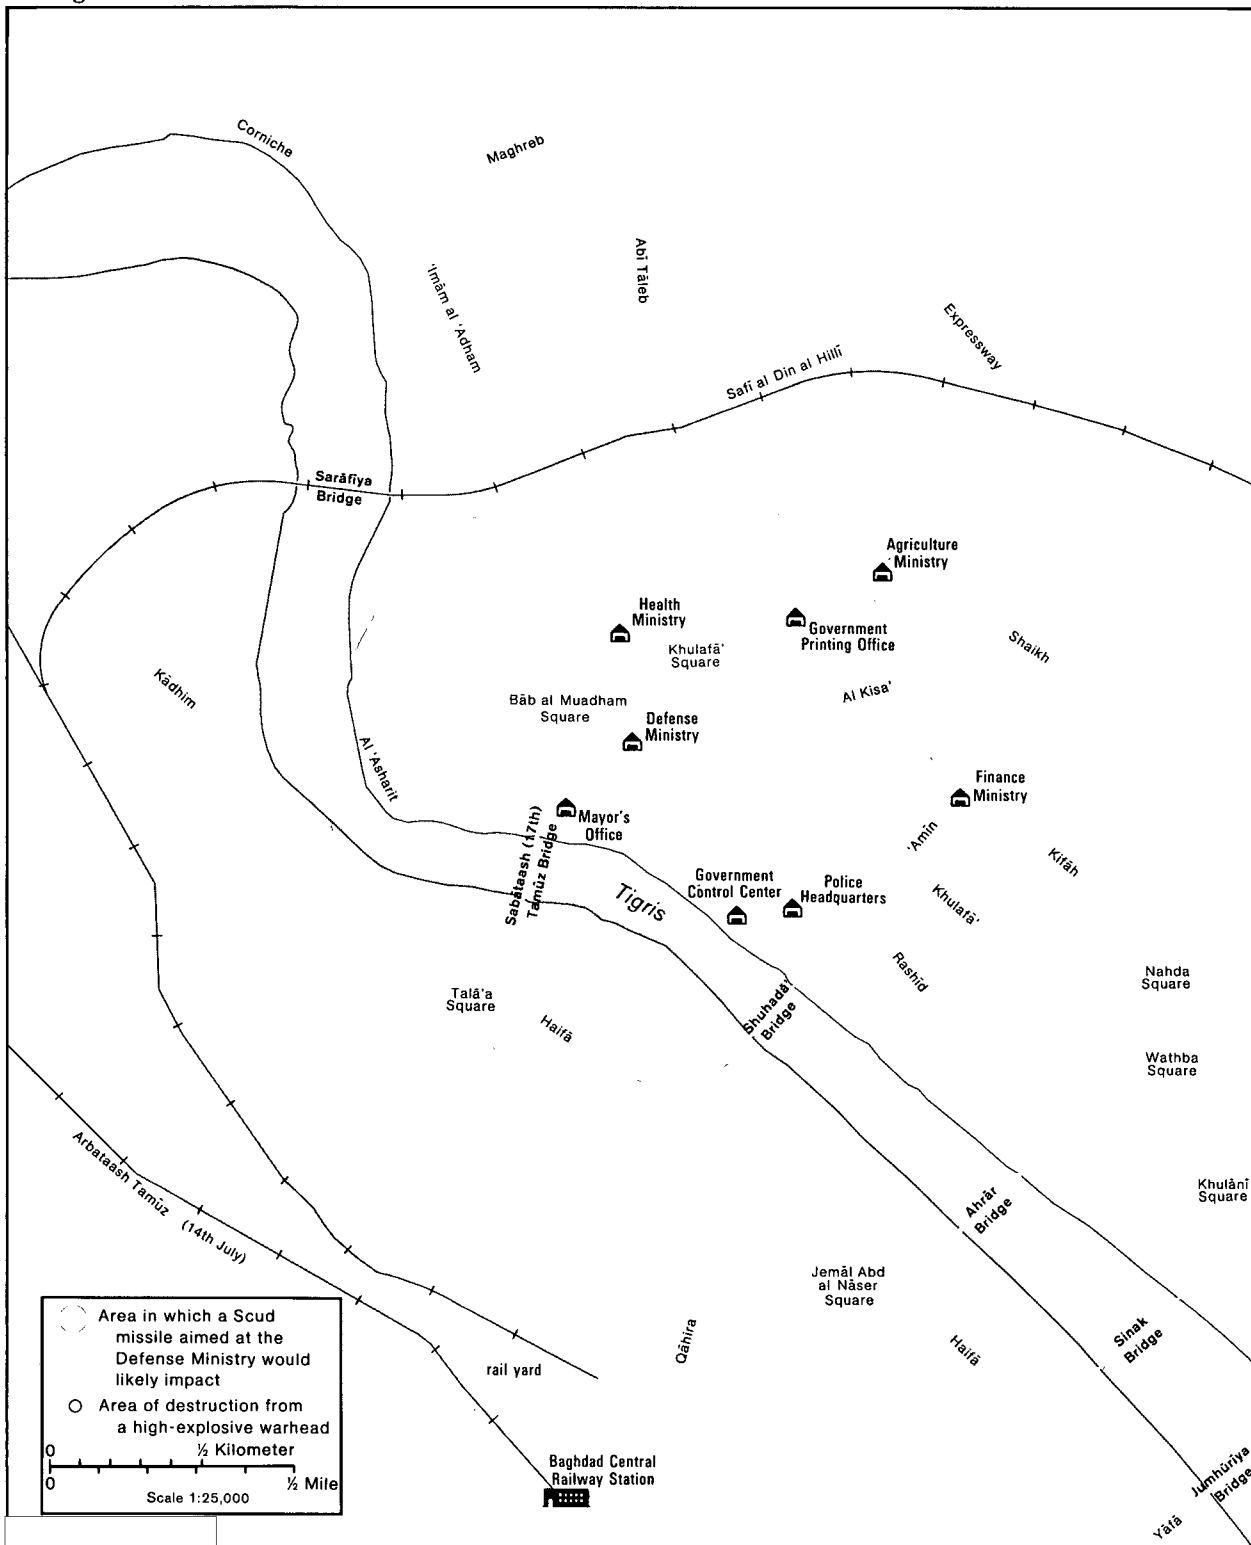 Corniche
Maghreb
Abī Tāleb
'Imām al 'Adham
Expressway
Safī al Din al Hillī
Sarāfīya
Bridge
Agriculture
Ministry
Health
Ministry
Government
Printing Office
Khulafā'
Square
Shaikh
Kādhim
Al Kisa'
Bāb al Muadham
Square
Defense
Ministry
Al 'Asharit
Finance
Ministry
Mayor's
Office
Sabātaash (17th)
Tamūz Bridge
'Amīn
Kifāh
Tigris
Government
Control Center
Police
Headquarters
Khulafā'
Rashīd
Nahda
Square
Talā'a
Square
Haifā
Shuhadā'
Bridge
Wathba
Square
Arbataash Tamūz (14th July)
Khulānī
Square
Ahrār
Bridge
Jemāl Abd
al Nāser
Square
Qāhira
Haifā
Sinak
Bridge
rail yard
Area in which a Scud
missile aimed at the
Defense Ministry would
likely impact
Area of destruction from
a high-explosive warhead
0 ½ Kilometer
0 ½ Mile
Scale 1:25,000
Baghdad Central
Railway Station
Jumhūrīya
Bridge
Yāfā